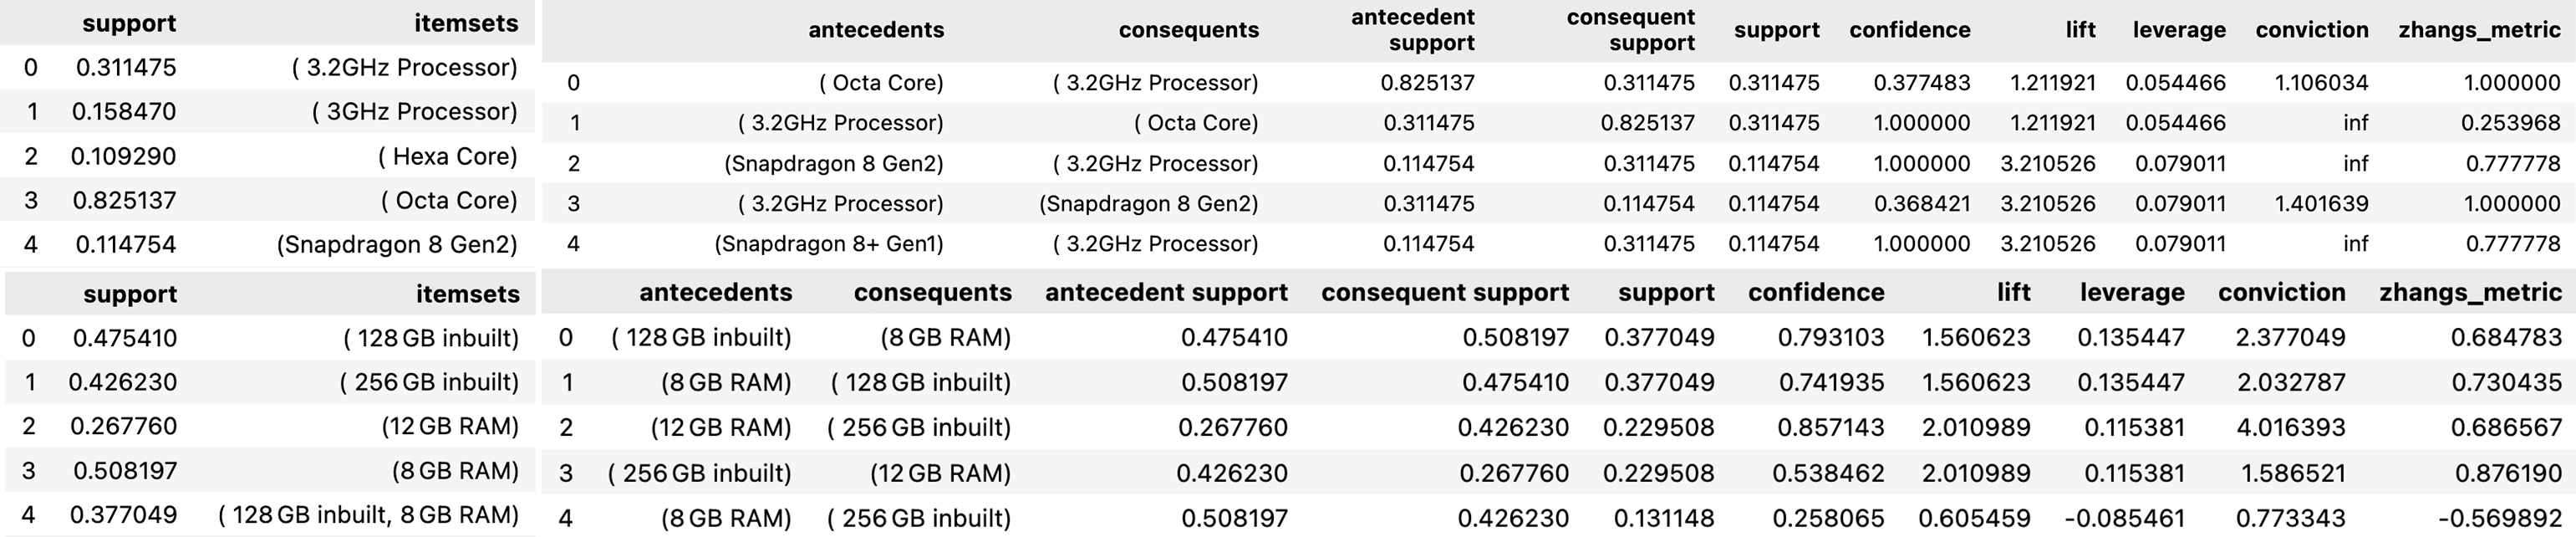 support itemsets
0 0.311475 ( 3.2GHz Processor)
1 0.158470 ( 3GHz Processor)
2 0.109290 ( Hexa Core)
3 0.825137 ( Octa Core)
4 0.114754 (Snapdragon 8 Gen2)
antecedents consequents antecedent support consequent support support confidence lift leverage conviction zhangs_metric
0 ( Octa Core) ( 3.2GHz Processor) 0.825137 0.311475 0.311475 0.377483 1.211921 0.054466 1.106034 1.000000
1 ( 3.2GHz Processor) ( Octa Core) 0.311475 0.825137 0.311475 1.000000 1.211921 0.054466 inf 0.253968
2 (Snapdragon 8 Gen2) ( 3.2GHz Processor) 0.114754 0.311475 0.114754 1.000000 3.210526 0.079011 inf 0.777778
3 ( 3.2GHz Processor) (Snapdragon 8 Gen2) 0.311475 0.114754 0.114754 0.368421 3.210526 0.079011 1.401639 1.000000
4 (Snapdragon 8+ Gen1) ( 3.2GHz Processor) 0.114754 0.311475 0.114754 1.000000 3.210526 0.079011 inf 0.777778
support itemsets
0 0.475410 ( 128 GB inbuilt)
1 0.426230 ( 256 GB inbuilt)
2 0.267760 (12 GB RAM)
3 0.508197 (8 GB RAM)
4 0.377049 ( 128 GB inbuilt, 8 GB RAM)
antecedents consequents antecedent support consequent support support confidence lift leverage conviction zhangs_metric
0 ( 128 GB inbuilt) (8 GB RAM) 0.475410 0.508197 0.377049 0.793103 1.560623 0.135447 2.377049 0.684783
1 (8 GB RAM) ( 128 GB inbuilt) 0.508197 0.475410 0.377049 0.741935 1.560623 0.135447 2.032787 0.730435
2 (12 GB RAM) ( 256 GB inbuilt) 0.267760 0.426230 0.229508 0.857143 2.010989 0.115381 4.016393 0.686567
3 ( 256 GB inbuilt) (12 GB RAM) 0.426230 0.267760 0.229508 0.538462 2.010989 0.115381 1.586521 0.876190
4 (8 GB RAM) ( 256 GB inbuilt) 0.508197 0.426230 0.131148 0.258065 0.605459 -0.085461 0.773343 -0.569892